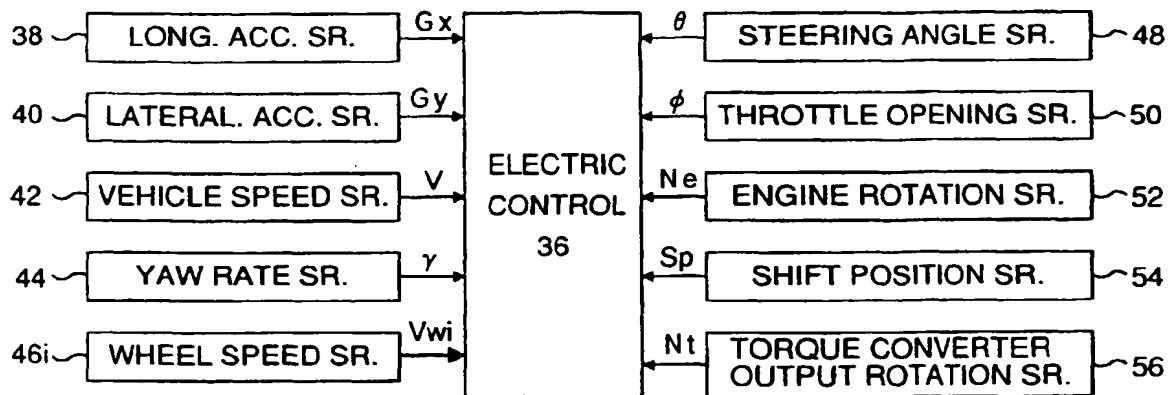 38 LONG. ACC. SR. Gx
40 LATERAL. ACC. SR. Gy
42 VEHICLE SPEED SR. V
44 YAW RATE SR. γ
46i WHEEL SPEED SR. Vwi
ELECTRIC
CONTROL
36
θ STEERING ANGLE SR. 48
ϕ THROTTLE OPENING SR. 50
Ne ENGINE ROTATION SR. 52
Sp SHIFT POSITION SR. 54
Nt TORQUE CONVERTER
OUTPUT ROTATION SR. 56